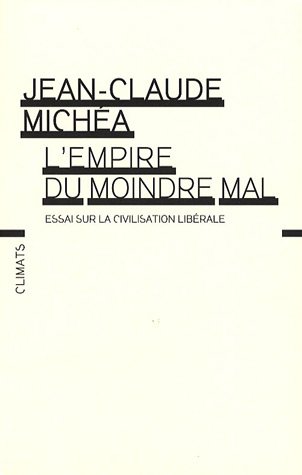 JEAN-CLAUDE
MICHÉA
L'EMPIRE
DU MOINDRE MAL
ESSAI SUR LA CIVILISATION LIBÉRALE
CLIMATS